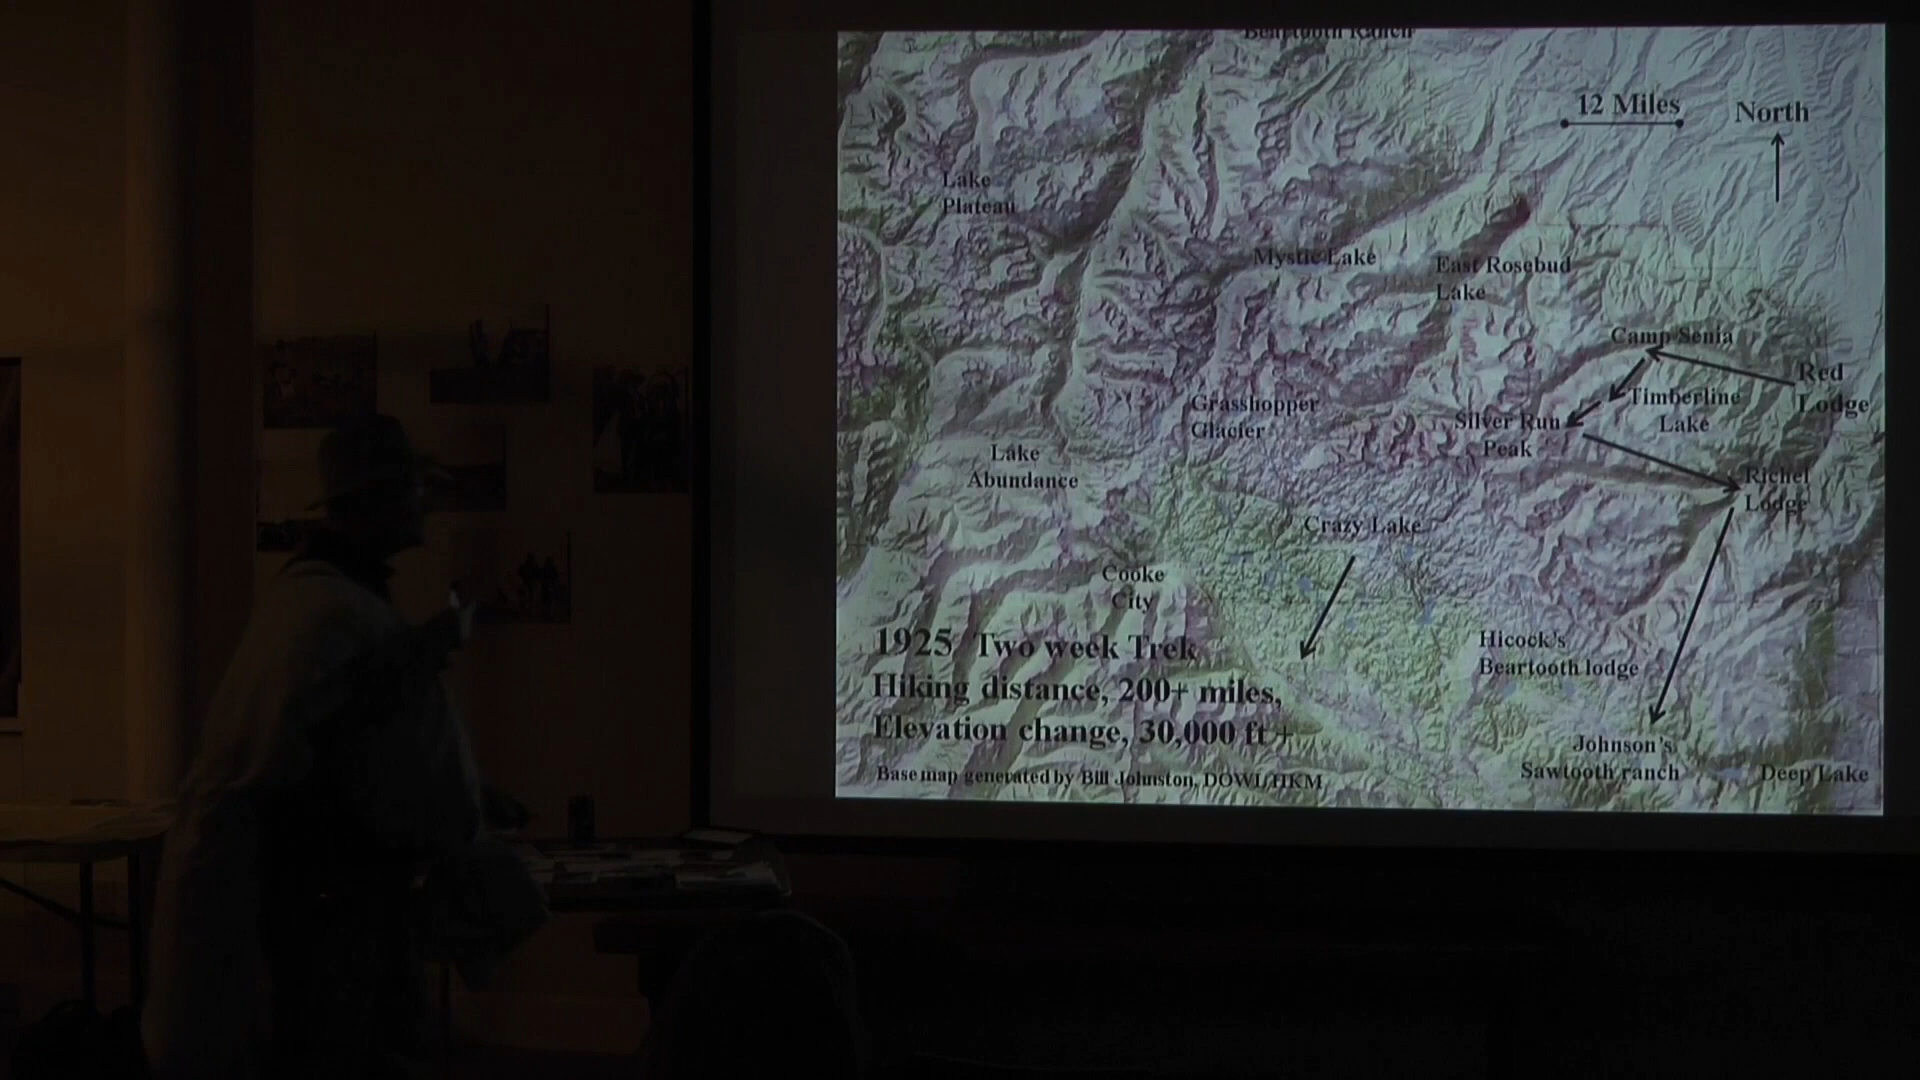 Beartooth Ranch
12 Miles
North
Lake
Plateau
Mystic Lake
East Rosebud
Lake
Camp Senia
Red
Lodge
Timberline
Lake
Grasshopper
Glacier
Silver Run
Peak
Lake
Abundance
Richel
Lodge
Crazy Lake
Cooke
City
1925 Two week Trek
Hiking distance, 200+ miles,
Elevation change, 30,000 ft +
Hicock's
Beartooth lodge
Johnson's
Sawtooth ranch
Deep Lake
Base map generated by Bill Johnston, DOWL HKM